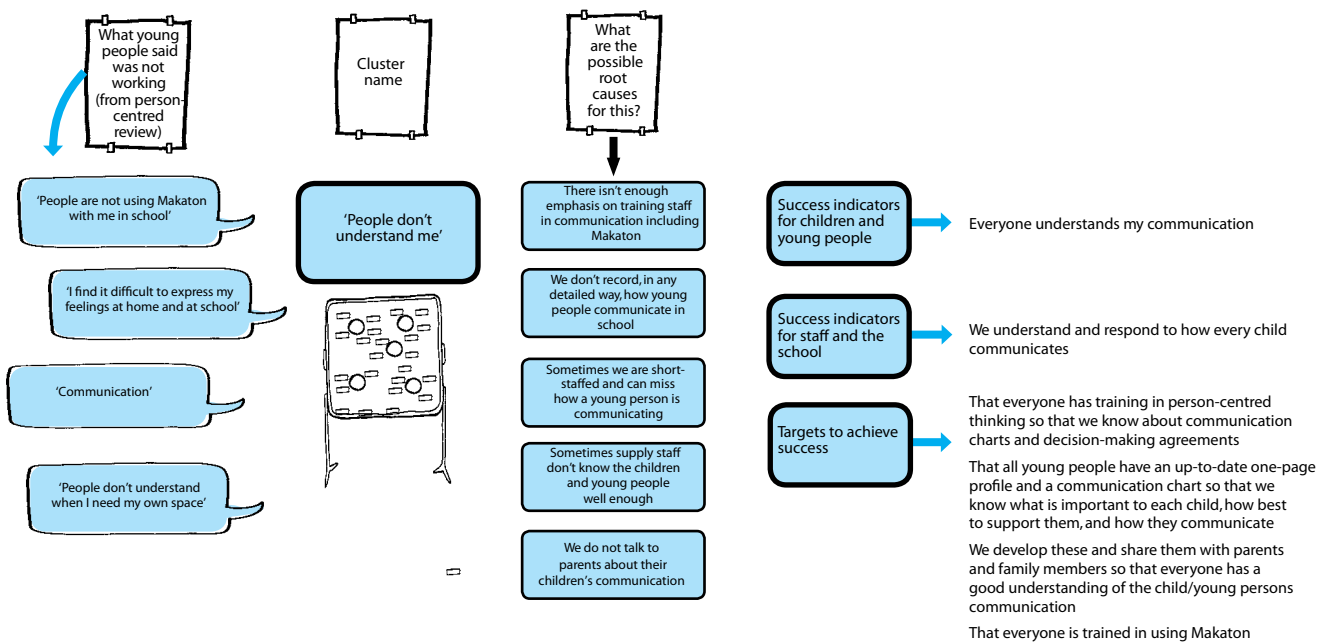 What young
people said
was not
working
(from person-
centred
review)
Cluster
name
What
are the
possible
root
causes
for this?
‘People are not using Makaton
with me in school’
‘I find it difficult to express my
feelings at home and at school’
‘Communication’
‘People don’t understand
when I need my own space’
‘People don’t
understand me’
There isn’t enough
emphasis on training staff
in communication including
Makaton
We don’t record, in any
detailed way, how young
people communicate in
school
Sometimes we are short-
staffed and can miss
how a young person is
communicating
Sometimes supply staff
don’t know the children
and young people
well enough
We do not talk to
parents about their
children’s communication
Success indicators
for children and
young people
Everyone understands my communication
Success indicators
for staff and the
school
We understand and respond to how every child
communicates
Targets to achieve
success
That everyone has training in person-centred
thinking so that we know about communication
charts and decision-making agreements
That all young people have an up-to-date one-page
profile and a communication chart so that we
know what is important to each child, how best
to support them, and how they communicate
We develop these and share them with parents
and family members so that everyone has a
good understanding of the child/young persons
communication
That everyone is trained in using Makaton